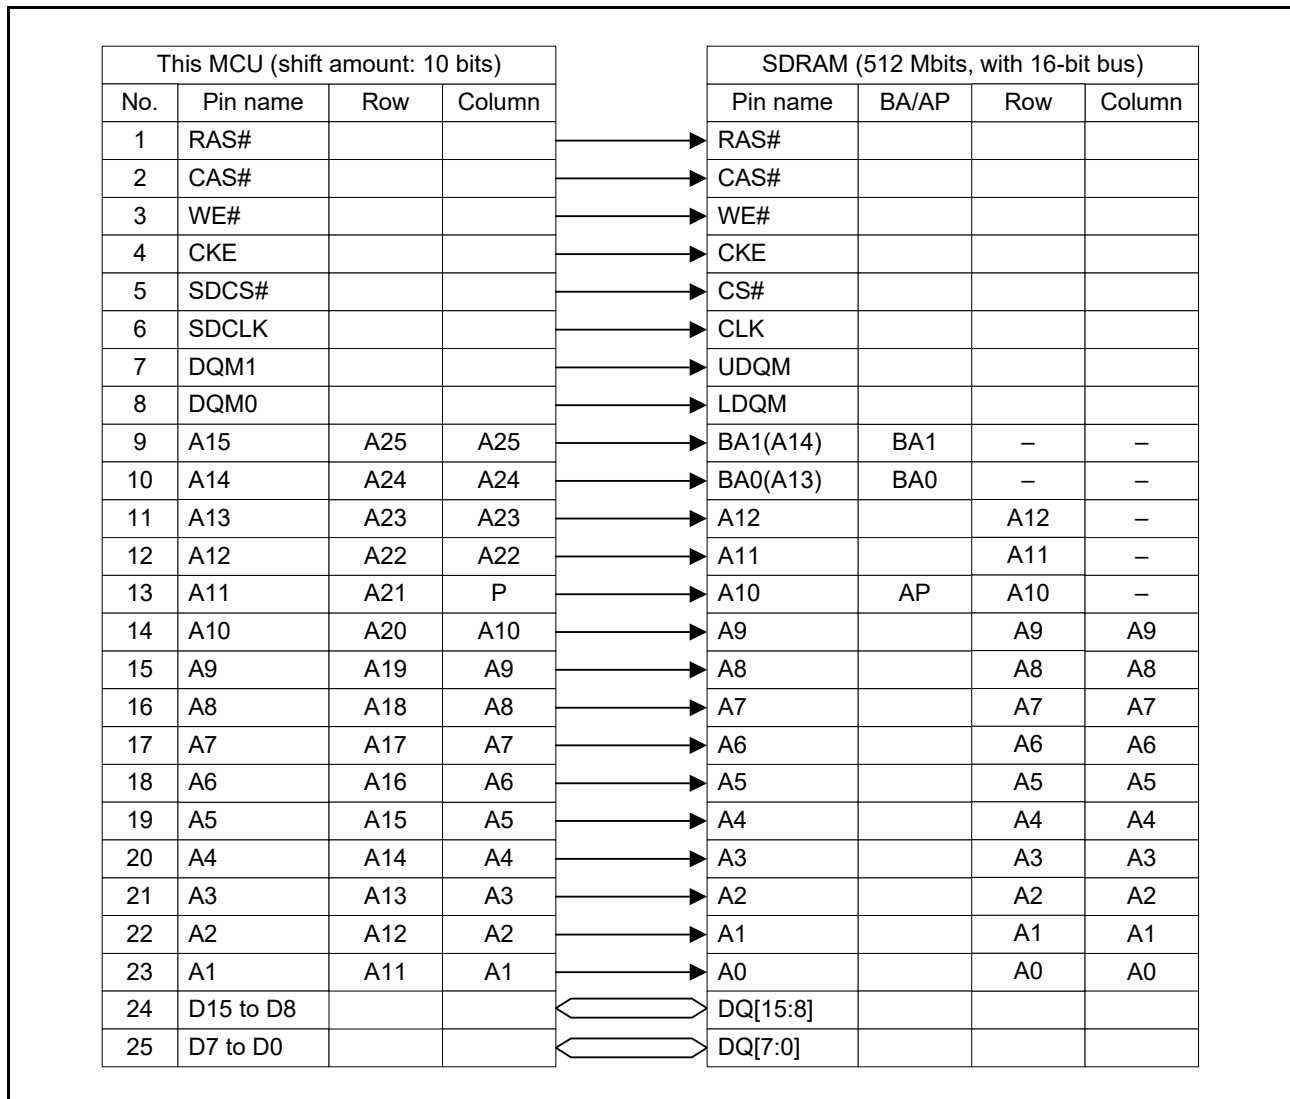 This MCU (shift amount: 10 bits) SDRAM (512 Mbits, with 16-bit bus)
No. Pin name Row Column Pin name BA/AP Row Column
1 RAS# RAS#
2 CAS# CAS#
3 WE# WE#
4 CKE CKE
5 SDCS# CS#
6 SDCLK CLK
7 DQM1 UDQM
8 DQM0 LDQM
9 A15 A25 A25 BA1(A14) BA1 – –
10 A14 A24 A24 BA0(A13) BA0 – –
11 A13 A23 A23 A12 A12 –
12 A12 A22 A22 A11 A11 –
13 A11 A21 P A10 AP A10 –
14 A10 A20 A10 A9 A9 A9
15 A9 A19 A9 A8 A8 A8
16 A8 A18 A8 A7 A7 A7
17 A7 A17 A7 A6 A6 A6
18 A6 A16 A6 A5 A5 A5
19 A5 A15 A5 A4 A4 A4
20 A4 A14 A4 A3 A3 A3
21 A3 A13 A3 A2 A2 A2
22 A2 A12 A2 A1 A1 A1
23 A1 A11 A1 A0 A0 A0
24 D15 to D8 DQ[15:8]
25 D7 to D0 DQ[7:0]